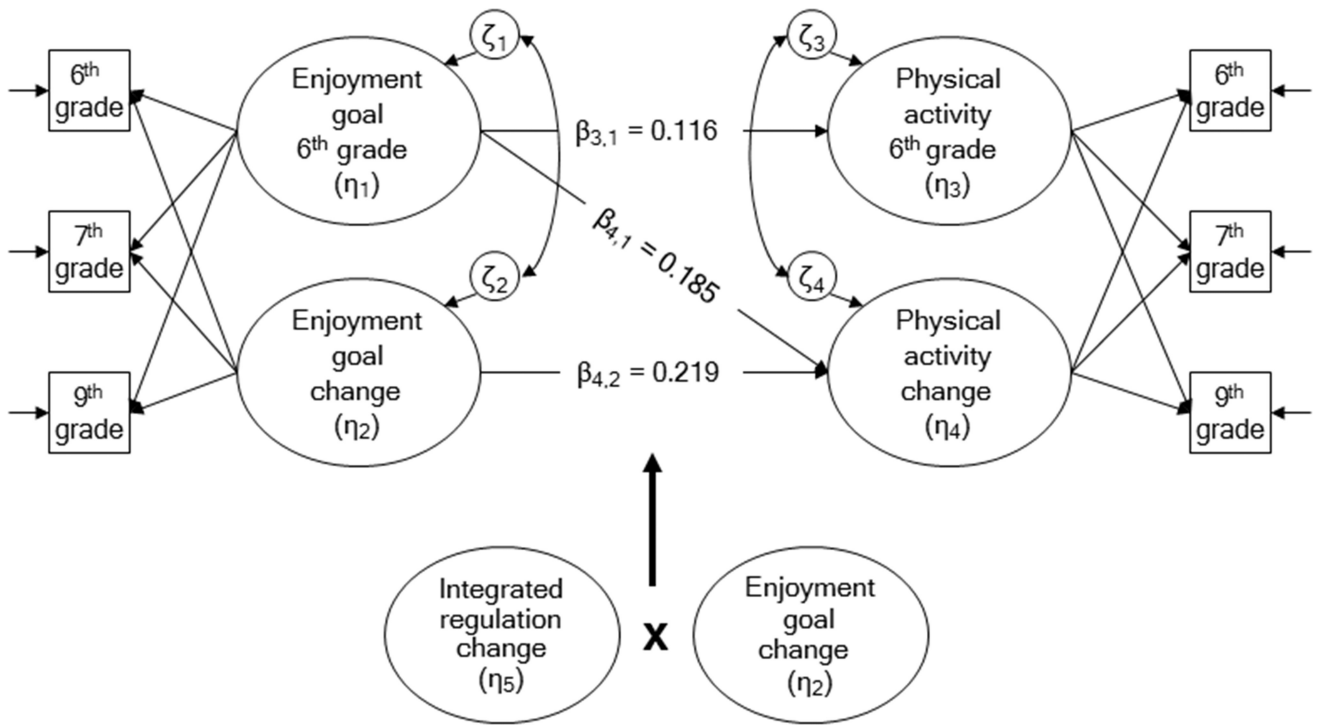 6th
grade
7th
grade
9th
grade
Enjoyment
goal
6th grade
(η1)
ζ1
Enjoyment
goal
change
(η2)
ζ2
β3,1 = 0.116
β4,1 = 0.185
β4,2 = 0.219
ζ3
Physical
activity
6th grade
(η3)
ζ4
Physical
activity
change
(η4)
6th
grade
7th
grade
9th
grade
Integrated
regulation
change
(η5)
X
Enjoyment
goal
change
(η2)